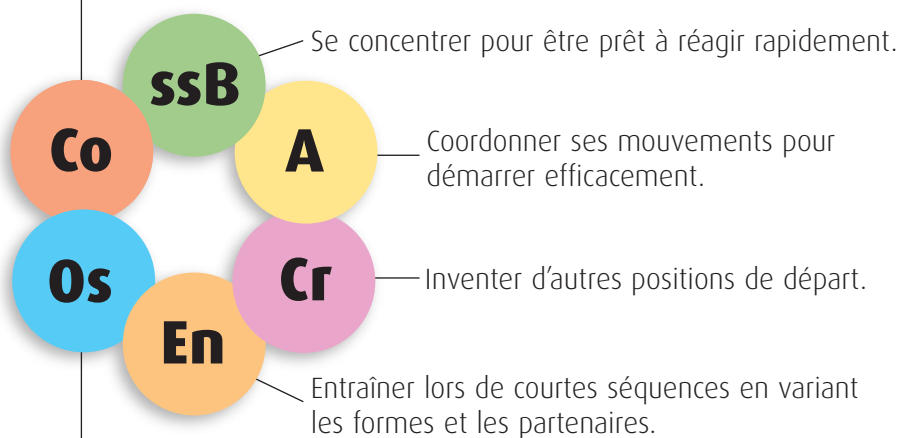 ssB
Se concentrer pour être prêt à réagir rapidement.
Co
A
Coordonner ses mouvements pour
démarrer efficacement.
Os
Cr
Inventer d’autres positions de départ.
En
Entraîner lors de courtes séquences en variant
les formes et les partenaires.